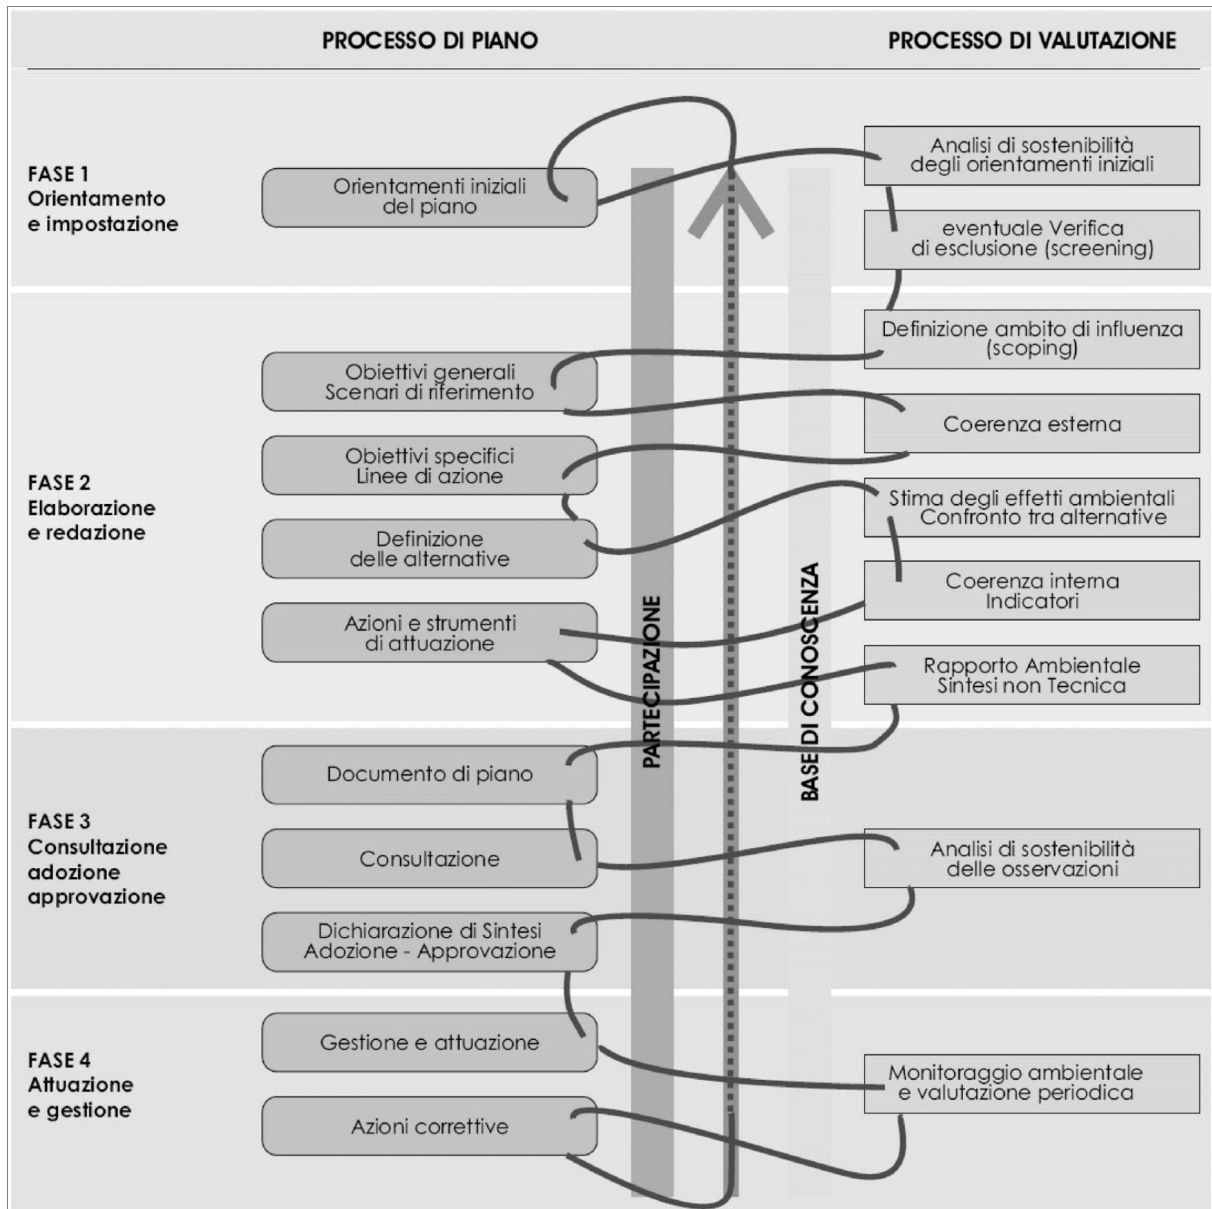 PROCESSO DI PIANO
PROCESSO DI VALUTAZIONE
FASE 1
Orientamento
e impostazione
Orientamenti iniziali
del piano
Analisi di sostenibilità
degli orientamenti iniziali
eventuale Verifica
di esclusione (screening)
FASE 2
Elaborazione
e redazione
Definizione ambito di influenza
(scoping)
Obiettivi generali
Scenari di riferimento
Coerenza esterna
Obiettivi specifici
Linee di azione
Stima degli effetti ambientali
Confronto tra alternative
Definizione
delle alternative
Coerenza interna
Indicatori
Azioni e strumenti
di attuazione
Rapporto Ambientale
Sintesi non Tecnica
PARTECIPAZIONE
BASE DI CONOSCENZA
FASE 3
Consultazione
adozione
approvazione
Documento di piano
Consultazione
Analisi di sostenibilità
delle osservazioni
Dichiarazione di Sintesi
Adozione - Approvazione
FASE 4
Attuazione
e gestione
Gestione e attuazione
Monitoraggio ambientale
e valutazione periodica
Azioni correttive